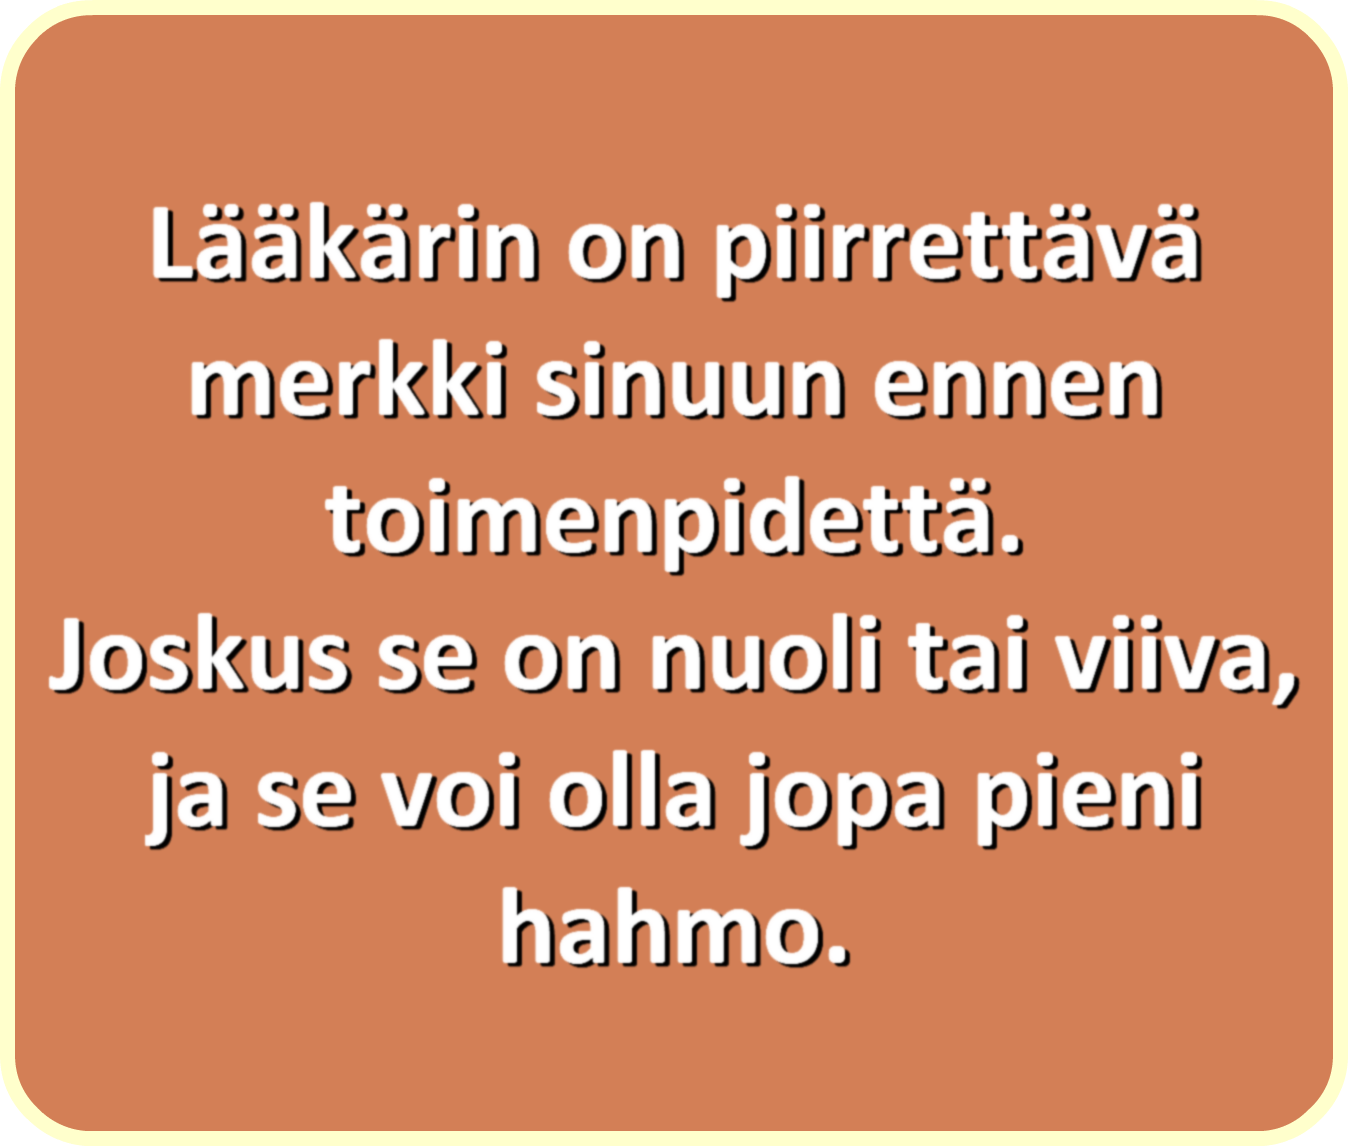 Lääkärin on piirrettävä
merkki sinuun ennen
toimenpidettä.
Joskus se on nuoli tai viiva,
ja se voi olla jopa pieni
hahmo.